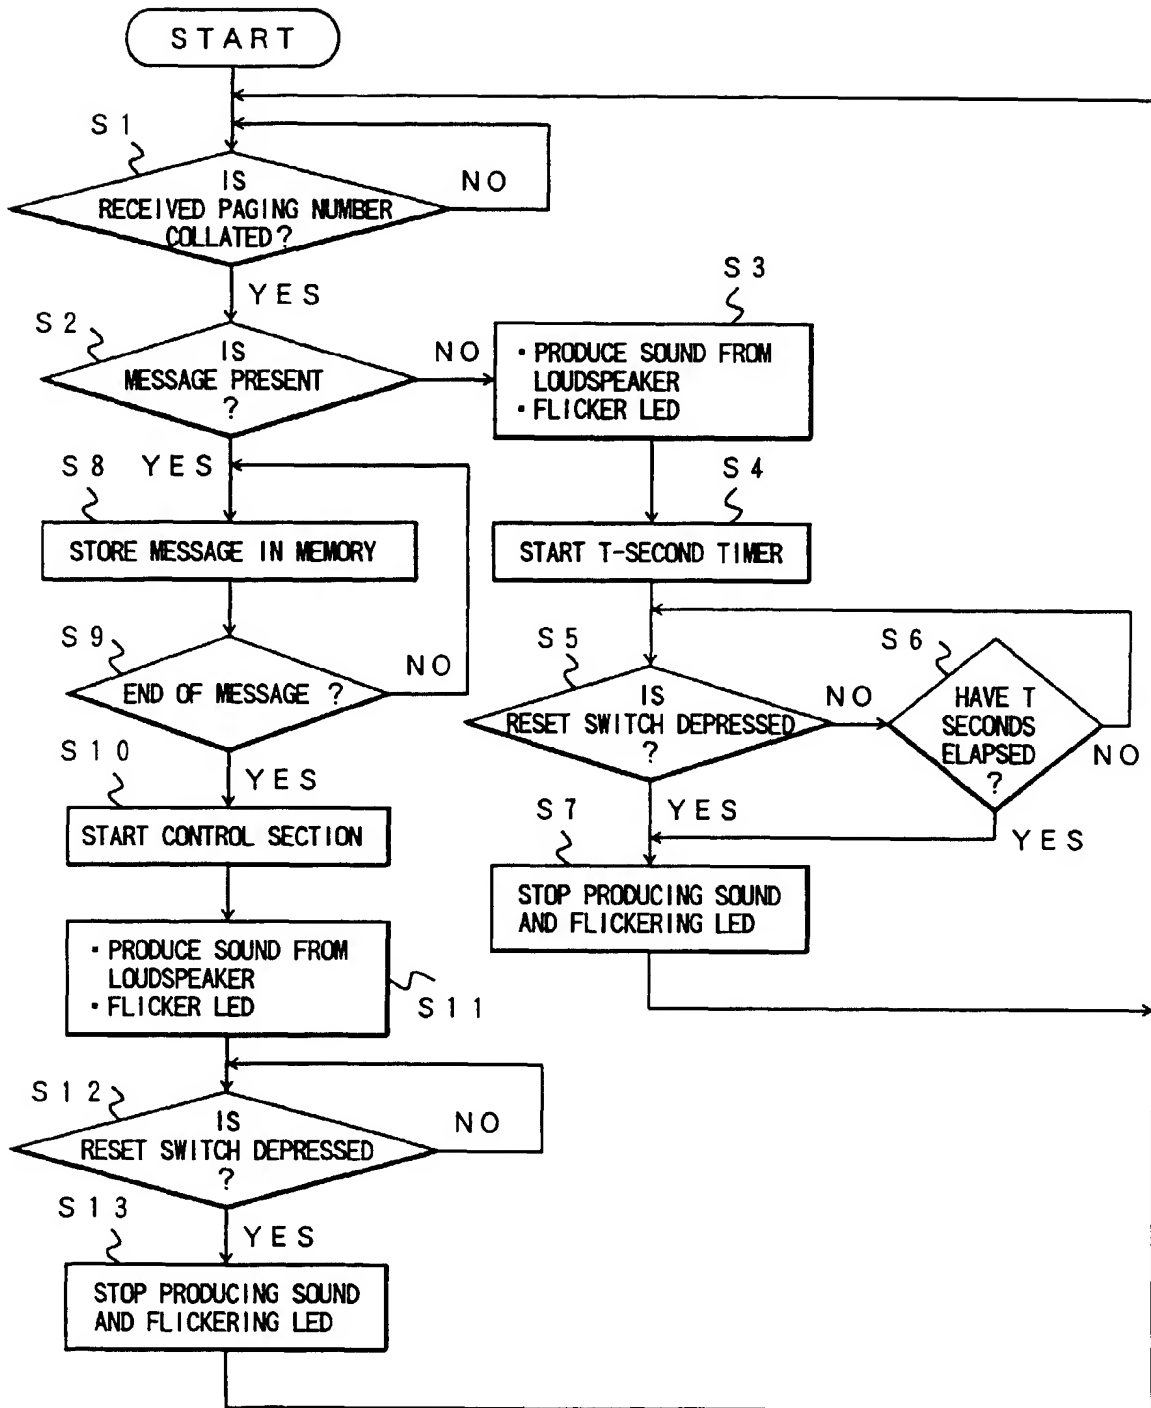 START
S1
IS
RECEIVED PAGING NUMBER
COLLATED?
NO
YES
S2
IS
MESSAGE PRESENT
?
NO
S3
・PRODUCE SOUND FROM
LOUDSPEAKER
・FLICKER LED
YES
S8
STORE MESSAGE IN MEMORY
S4
START T-SECOND TIMER
S9
END OF MESSAGE ?
NO
S5
IS
RESET SWITCH DEPRESSED
?
NO
S6
HAVE T
SECONDS
ELAPSED
?
NO
YES
YES
S7
STOP PRODUCING SOUND
AND FLICKERING LED
YES
S10
START CONTROL SECTION
・PRODUCE SOUND FROM
LOUDSPEAKER
・FLICKER LED
S11
S12
IS
RESET SWITCH DEPRESSED
?
NO
YES
S13
STOP PRODUCING SOUND
AND FLICKERING LED